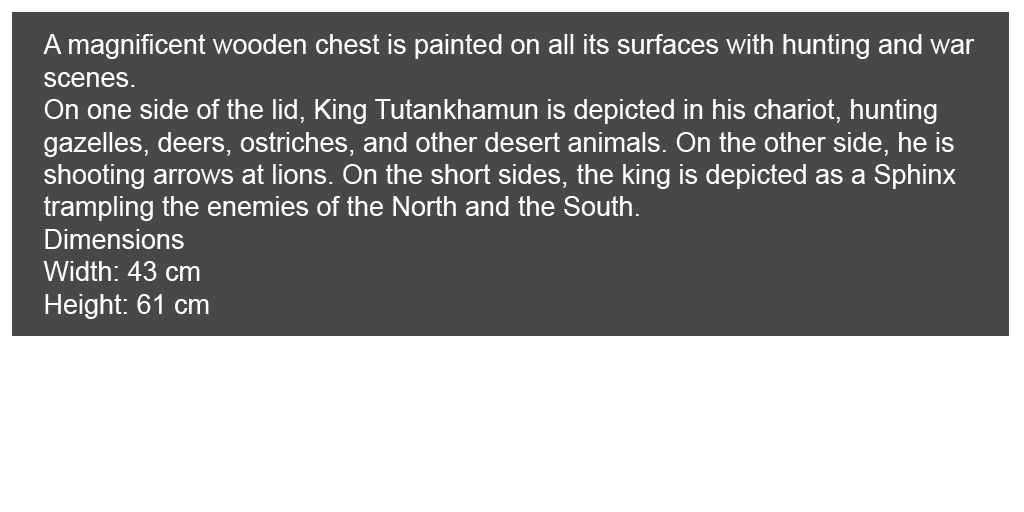 A magnificent wooden chest is painted on all its surfaces with hunting and war
scenes.
On one side of the lid, King Tutankhamun is depicted in his chariot, hunting
gazelles, deers, ostriches, and other desert animals. On the other side, he is
shooting arrows at lions. On the short sides, the king is depicted as a Sphinx
trampling the enemies of the North and the South.
Dimensions
Width: 43 cm
Height: 61 cm